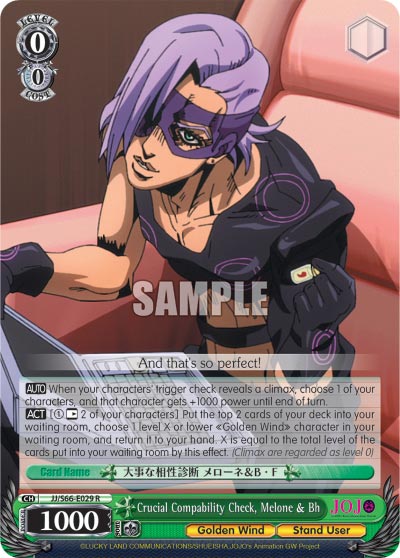 LEVEL
0
0
COST
SAMPLE
And that's so perfect!
AUTO When your characters' trigger check reveals a climax, choose 1 of your
characters, and that character gets +1000 power until end of turn.
ACT [① 2 of your characters] Put the top 2 cards of your deck into your
waiting room, choose 1 level X or lower «Golden Wind» character in your
waiting room, and return it to your hand. X is equal to the total level of the
cards put into your waiting room by this effect. (Climax are regarded as level 0)
Card Name 大事な相性診断 メローネ&B・F
CH JJ/S66-E029 R
Crucial Compability Check, Melone & Bh
JOJO
POWER
1000
SOUL
Golden Wind Stand User
©LUCKY LAND COMMUNICATIONS/SHUEISHA,JOJO's Animation GW Project